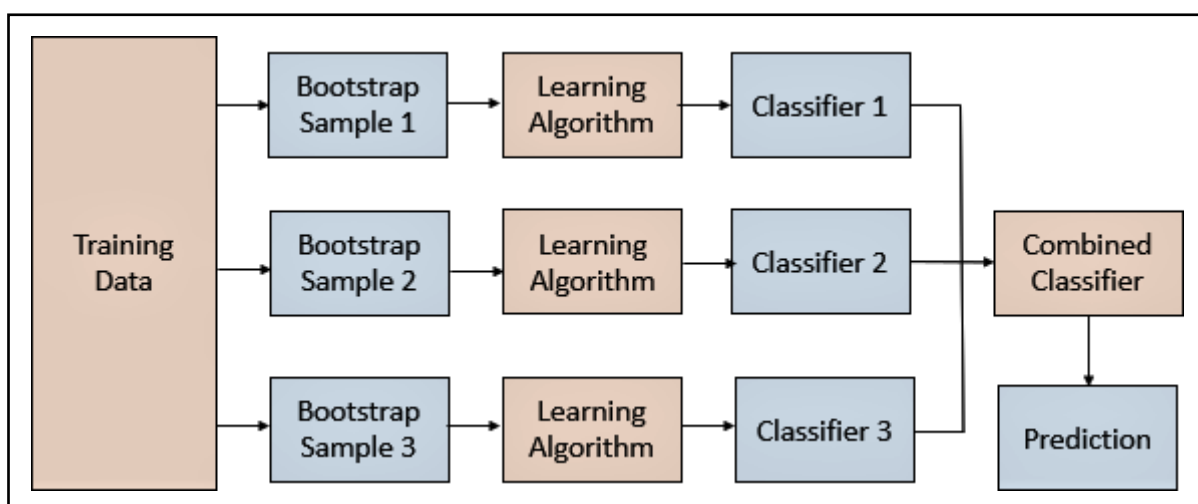 Training
Data
Bootstrap
Sample 1
Learning
Algorithm
Classifier 1
Bootstrap
Sample 2
Learning
Algorithm
Classifier 2
Bootstrap
Sample 3
Learning
Algorithm
Classifier 3
Combined
Classifier
Prediction